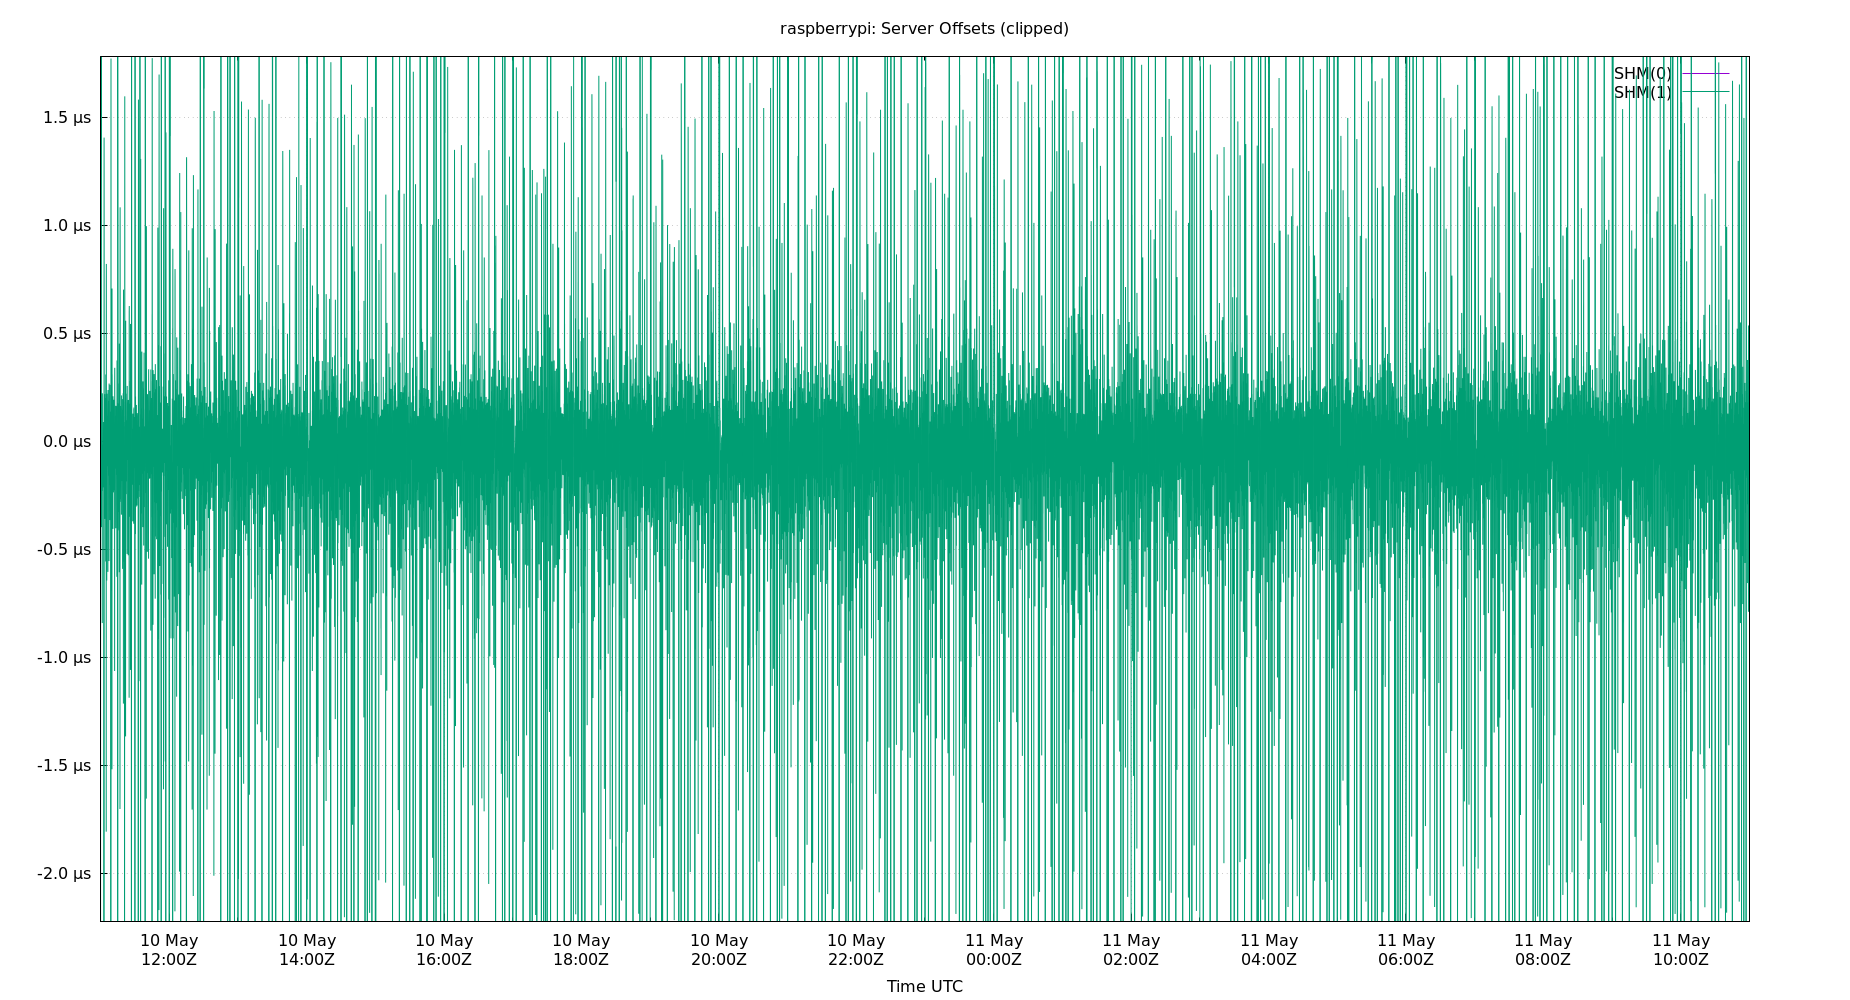 raspberrypi: Server Offsets (clipped)
SHM(0)
SHM(1)
1.5 µs
1.0 µs
0.5 µs
0.0 µs
-0.5 µs
-1.0 µs
-1.5 µs
-2.0 µs
10 May 10 May 10 May 10 May 10 May 10 May 11 May 11 May 11 May 11 May 11 May 11 May
12:00Z 14:00Z 16:00Z 18:00Z 20:00Z 22:00Z 00:00Z 02:00Z 04:00Z 06:00Z 08:00Z 10:00Z
Time UTC